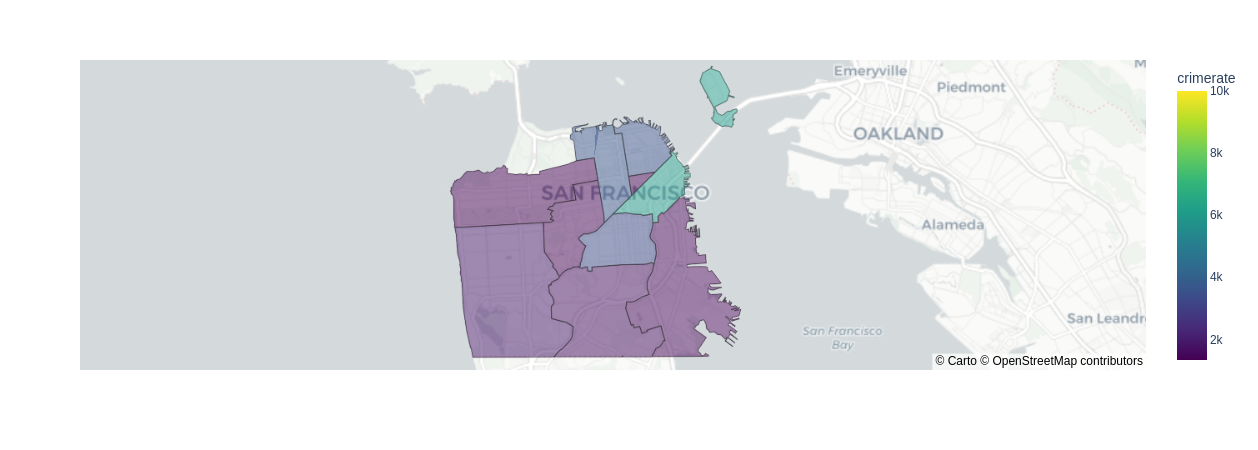 Emeryville
M
Piedmont
OAKLAND
SAN FRANCISCO
Alameda
San Leandr
San Francisco
Bay
© Carto © OpenStreetMap contributors
crimerate
10k
8k
6k
4k
2k